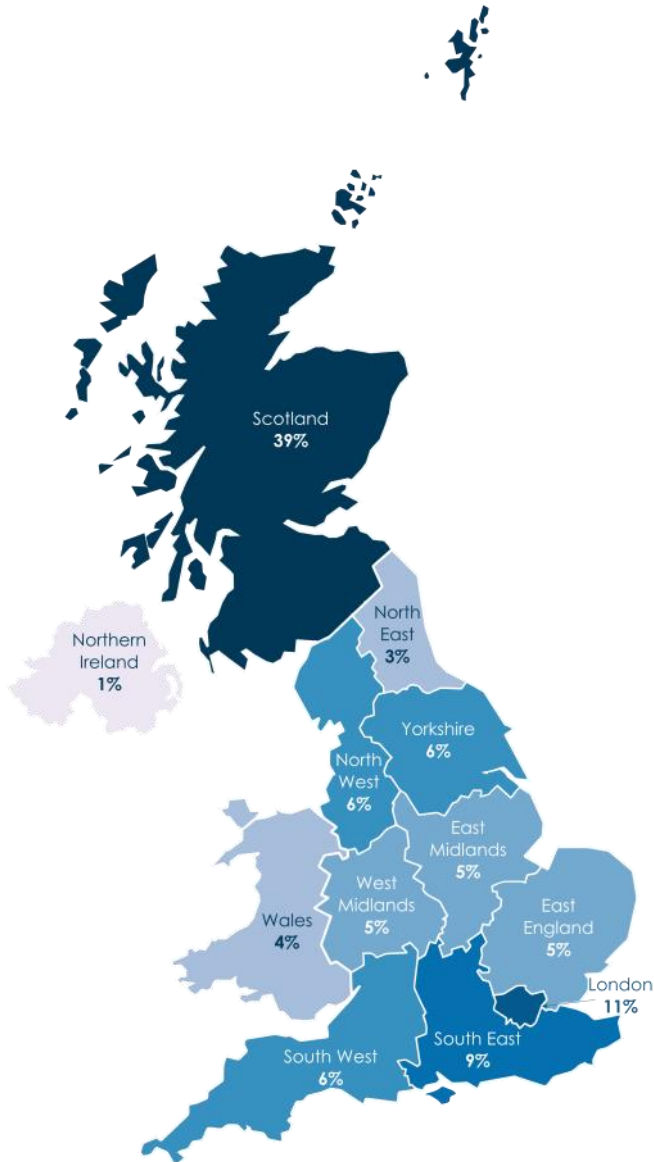 Scotland
39%
North
East
3%
Northern
Ireland
1%
Yorkshire
6%
North
West
6%
East
Midlands
5%
West
Midlands
5%
Wales
4%
East
England
5%
London
11%
South East
9%
South West
6%